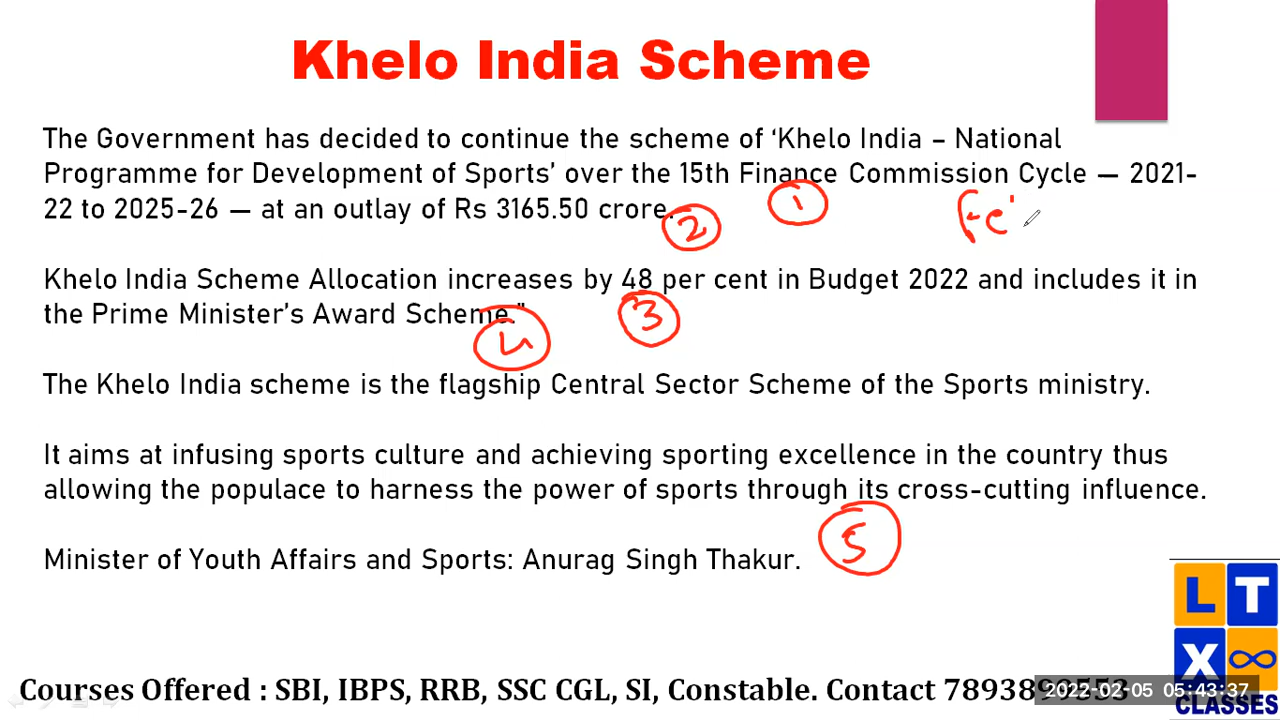 Khelo India Scheme
The Government has decided to continue the scheme of ‘Khelo India – National
Programme for Development of Sports’ over the 15th Finance Commission Cycle — 2021-
22 to 2025-26 — at an outlay of Rs 3165.50 crore.
1
Fe'
2
Khelo India Scheme Allocation increases by 48 per cent in Budget 2022 and includes it in
the Prime Minister’s Award Scheme."
3
4
The Khelo India scheme is the flagship Central Sector Scheme of the Sports ministry.
It aims at infusing sports culture and achieving sporting excellence in the country thus
allowing the populace to harness the power of sports through its cross-cutting influence.
5
Minister of Youth Affairs and Sports: Anurag Singh Thakur.
L T
X ∞
CLASSES
Courses Offered : SBI, IBPS, RRB, SSC CGL, SI, Constable. Contact
2022-02-05 05:43:37